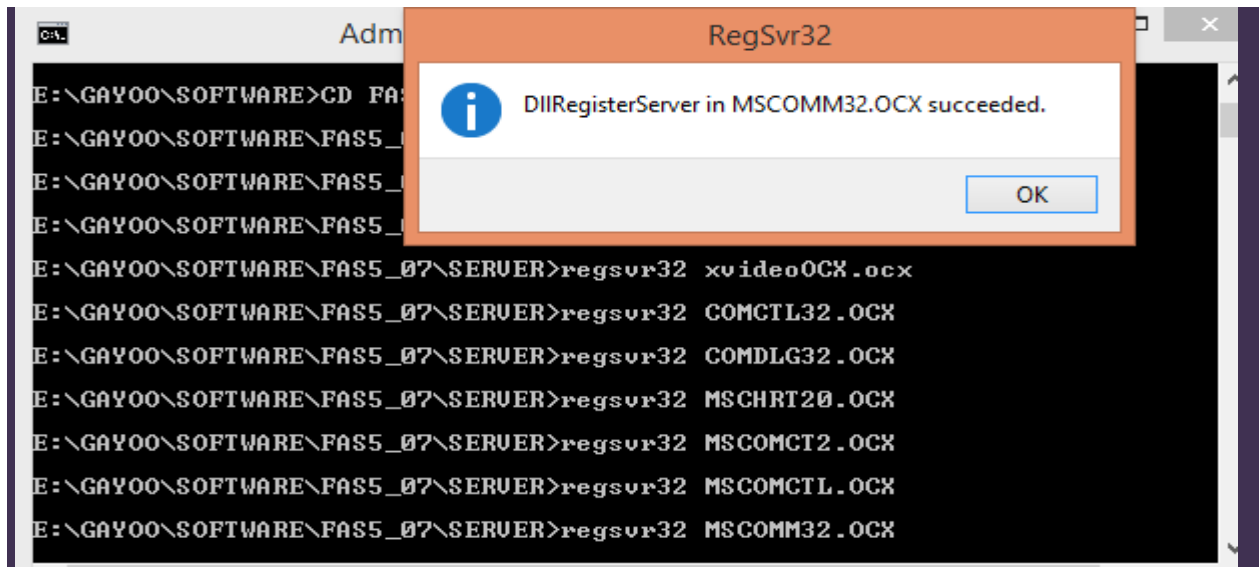 C:\.
Adm
RegSvr32
DllRegisterServer in MSCOMM32.OCX succeeded.
OK
E:\GAYOO\SOFTWARE>CD FA
E:\GAYOO\SOFTWARE\FAS5_
E:\GAYOO\SOFTWARE\FAS5_
E:\GAYOO\SOFTWARE\FAS5_
E:\GAYOO\SOFTWARE\FAS5_07\SERVER>regsvr32 xvideoOCX.ocx
E:\GAYOO\SOFTWARE\FAS5_07\SERVER>regsvr32 COMCTL32.OCX
E:\GAYOO\SOFTWARE\FAS5_07\SERVER>regsvr32 COMDLG32.OCX
E:\GAYOO\SOFTWARE\FAS5_07\SERVER>regsvr32 MSCHRT20.OCX
E:\GAYOO\SOFTWARE\FAS5_07\SERVER>regsvr32 MSCOMCT2.OCX
E:\GAYOO\SOFTWARE\FAS5_07\SERVER>regsvr32 MSCOMCTL.OCX
E:\GAYOO\SOFTWARE\FAS5_07\SERVER>regsvr32 MSCOMM32.OCX